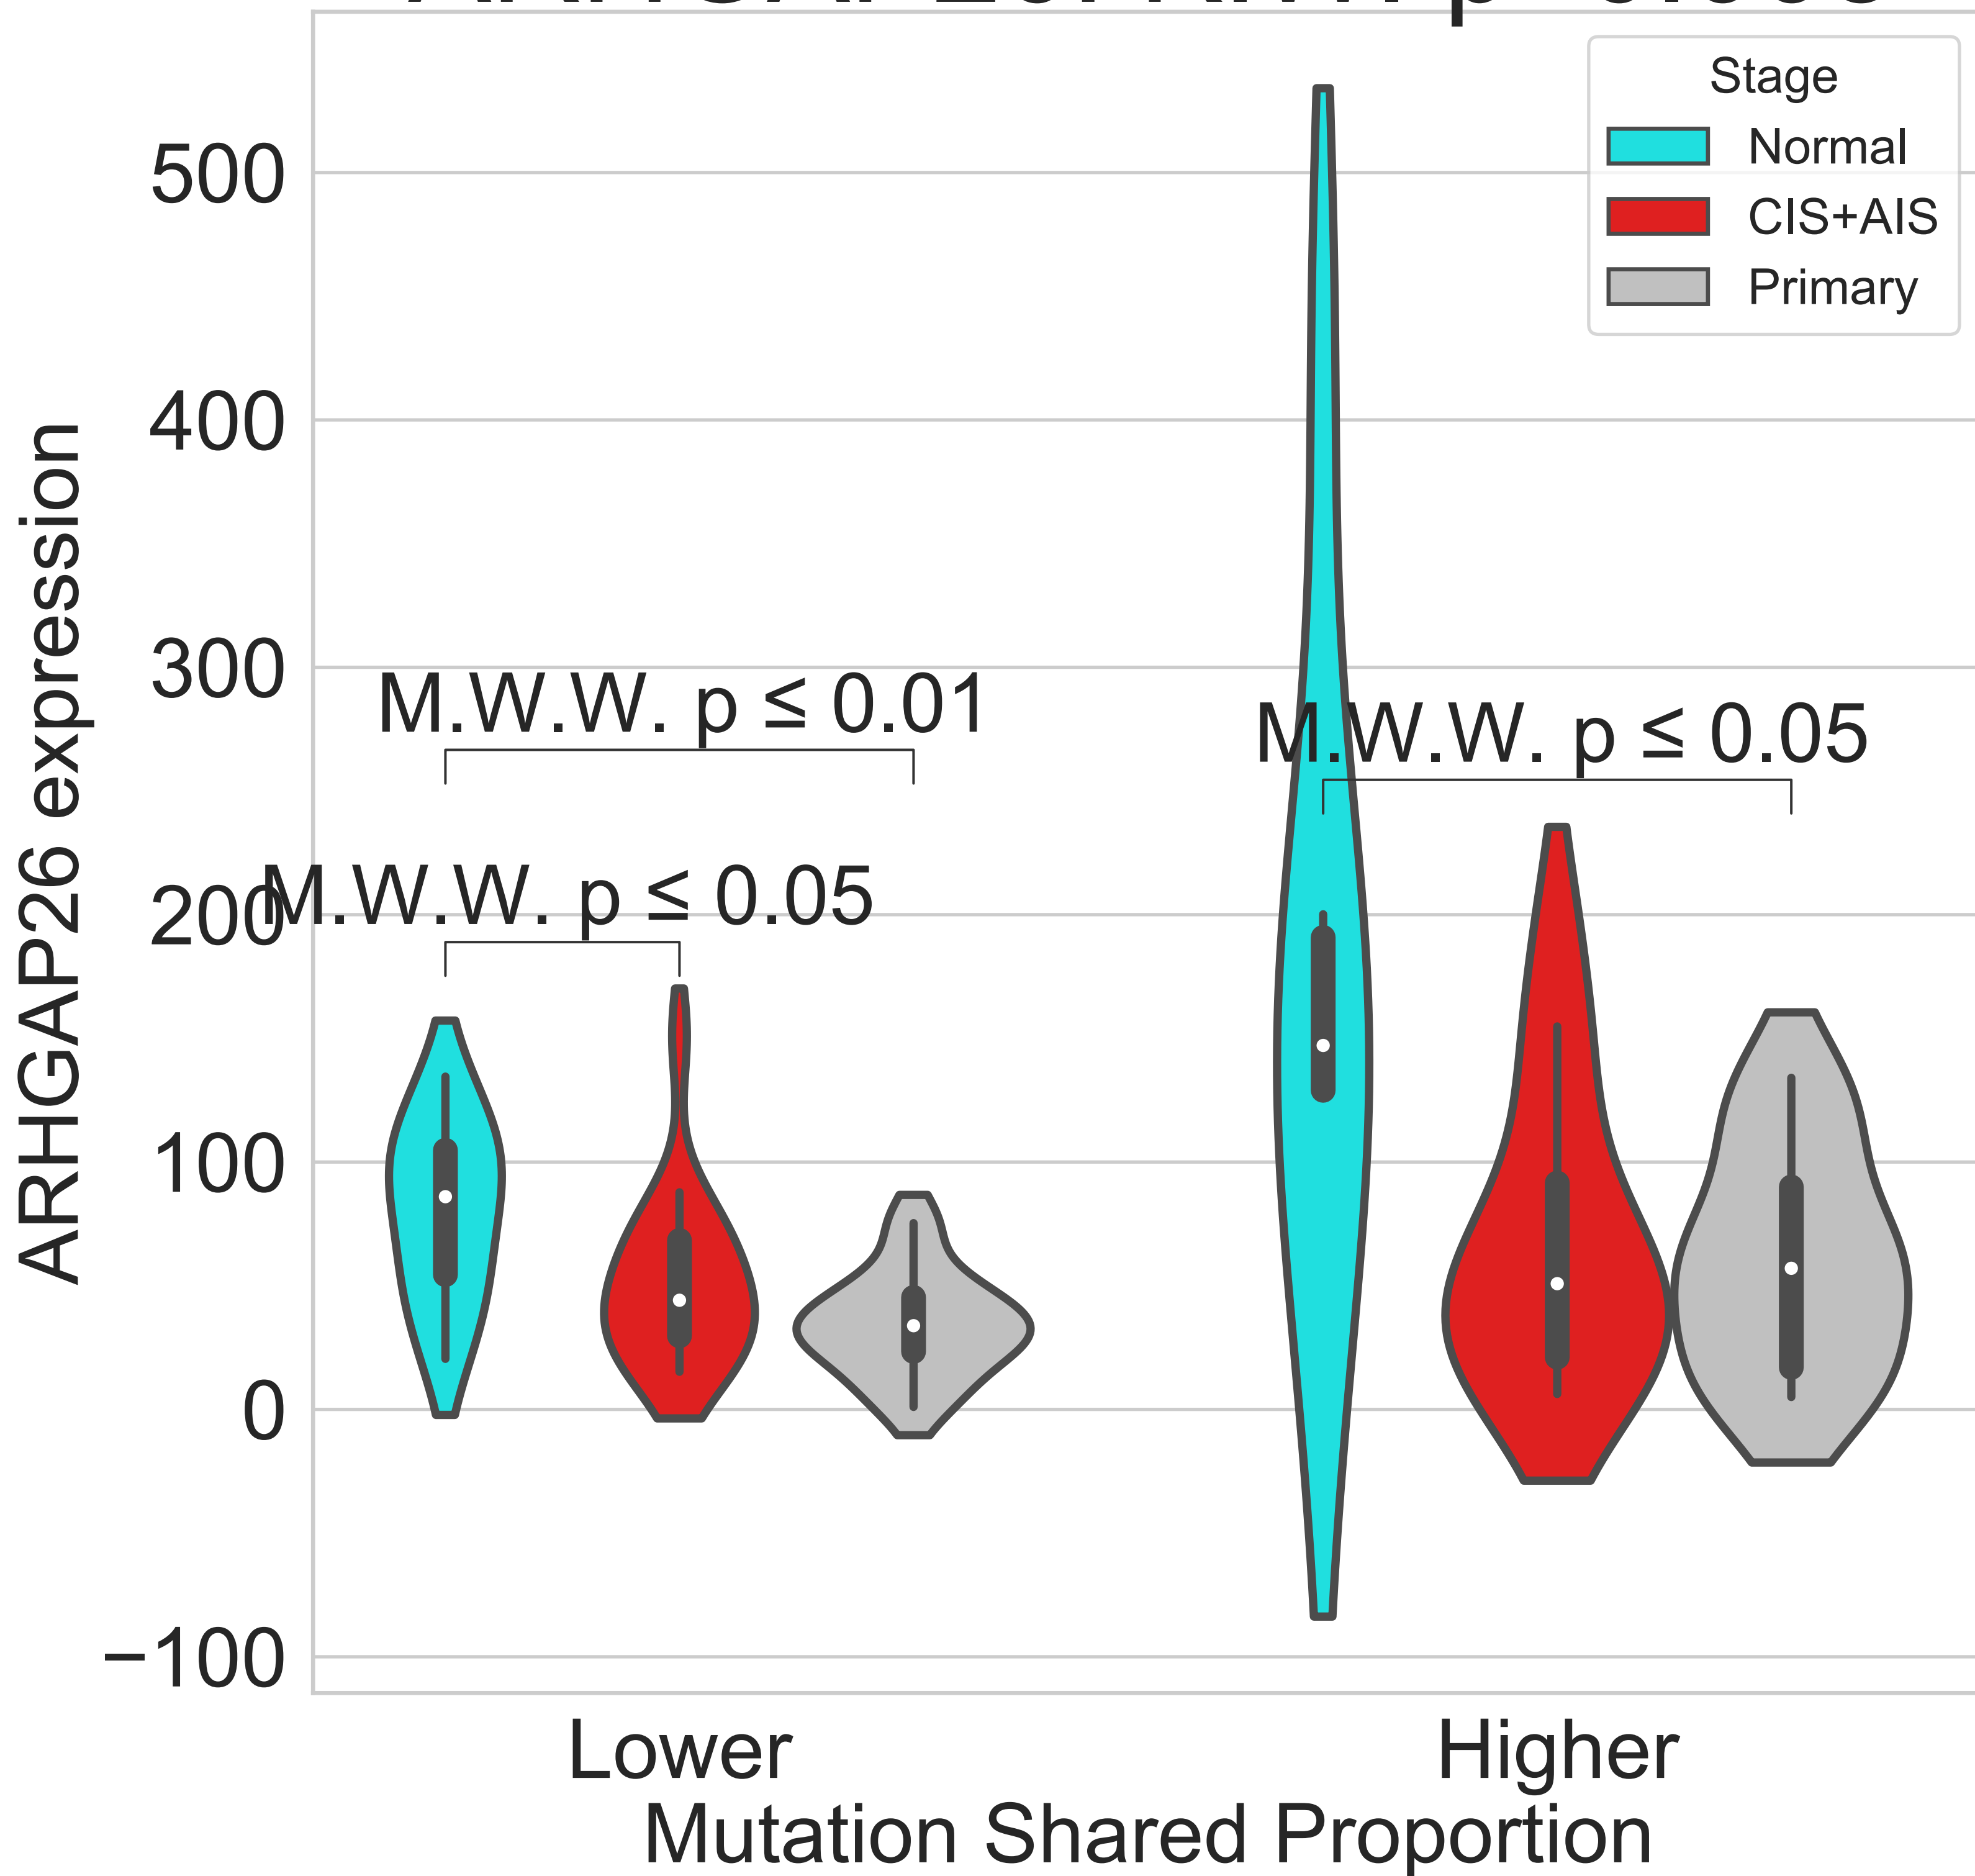 Stage
Normal
CIS+AIS
Primary
500
400
300
200
100
0
−100
ARHGAP26 expression
M.W.W. p ≤ 0.01
M.W.W. p ≤ 0.05
M.W.W. p ≤ 0.05
Lower
Higher
Mutation Shared Proportion